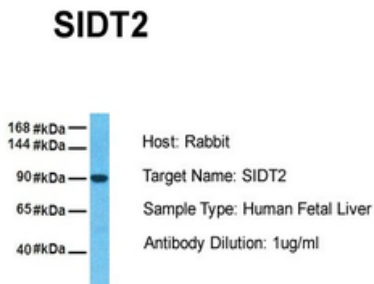 SIDT2
168#kDa
144#kDa
90#kDa
65#kDa
40#kDa
Host: Rabbit
Target Name: SIDT2
Sample Type: Human Fetal Liver
Antibody Dilution: 1ug/ml